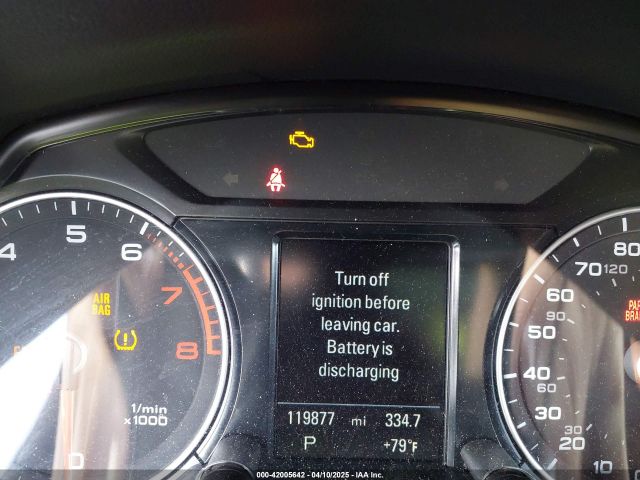 4 5 6 7 8
AIR
BAG
1/min
x1000
0
Turn off
ignition before
leaving car.
Battery is
discharging
119877 mi 334.7
P +79°F
80
70 120
60
90
50
40
60
30
30
20
10
0
000-42005642 - 04/10/2025 - IAA Inc.